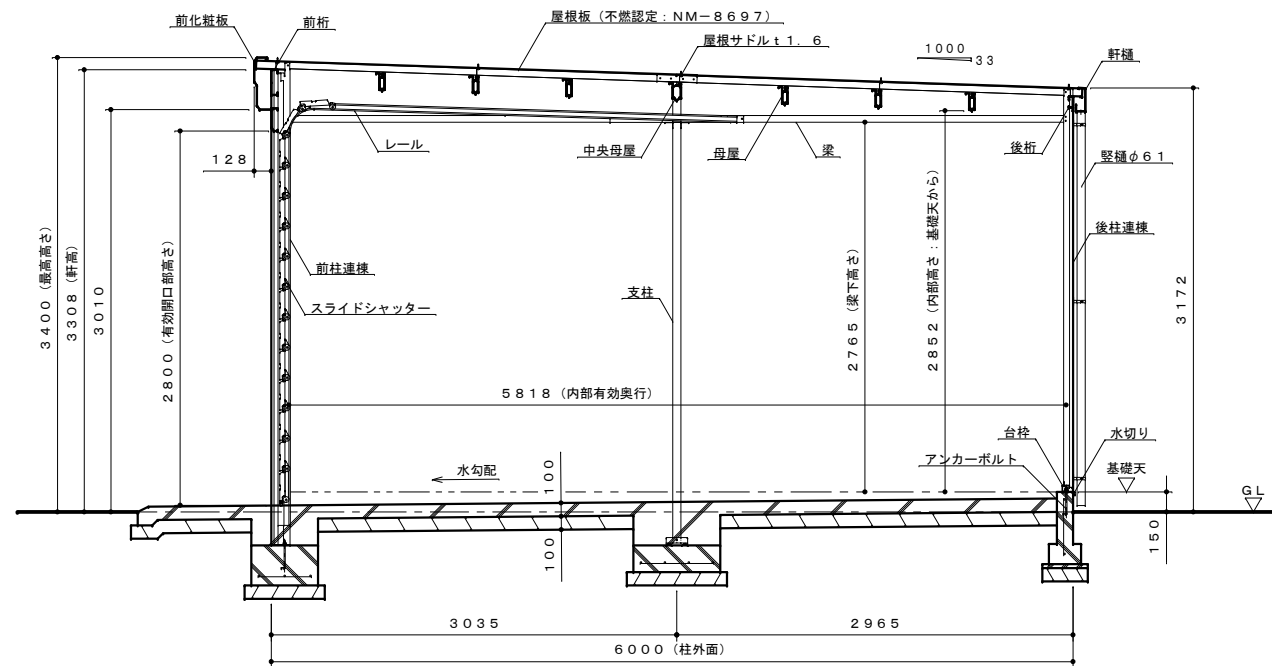 前化粧板
前桁
屋根板（不燃認定：ＮＭ－８６９７）
屋根サドルｔ１．６
１０００
３３
軒樋
３４００（最高高さ）
３３０８（軒高）
３０１０
２８００（有効開口部高さ）
１２８
レール
中央母屋
母屋
梁
後桁
竪樋φ６１
後柱連棟
前柱連棟
スライドシャッター
支柱
２７６５（梁下高さ）
２８５２（内部高さ：基礎天から）
３１７２
５８１８（内部有効奥行）
台枠
水切り
アンカーボルト
基礎天
水勾配
１００
１００
ＧＬ
１５０
３０３５
２９６５
６０００（柱外面）